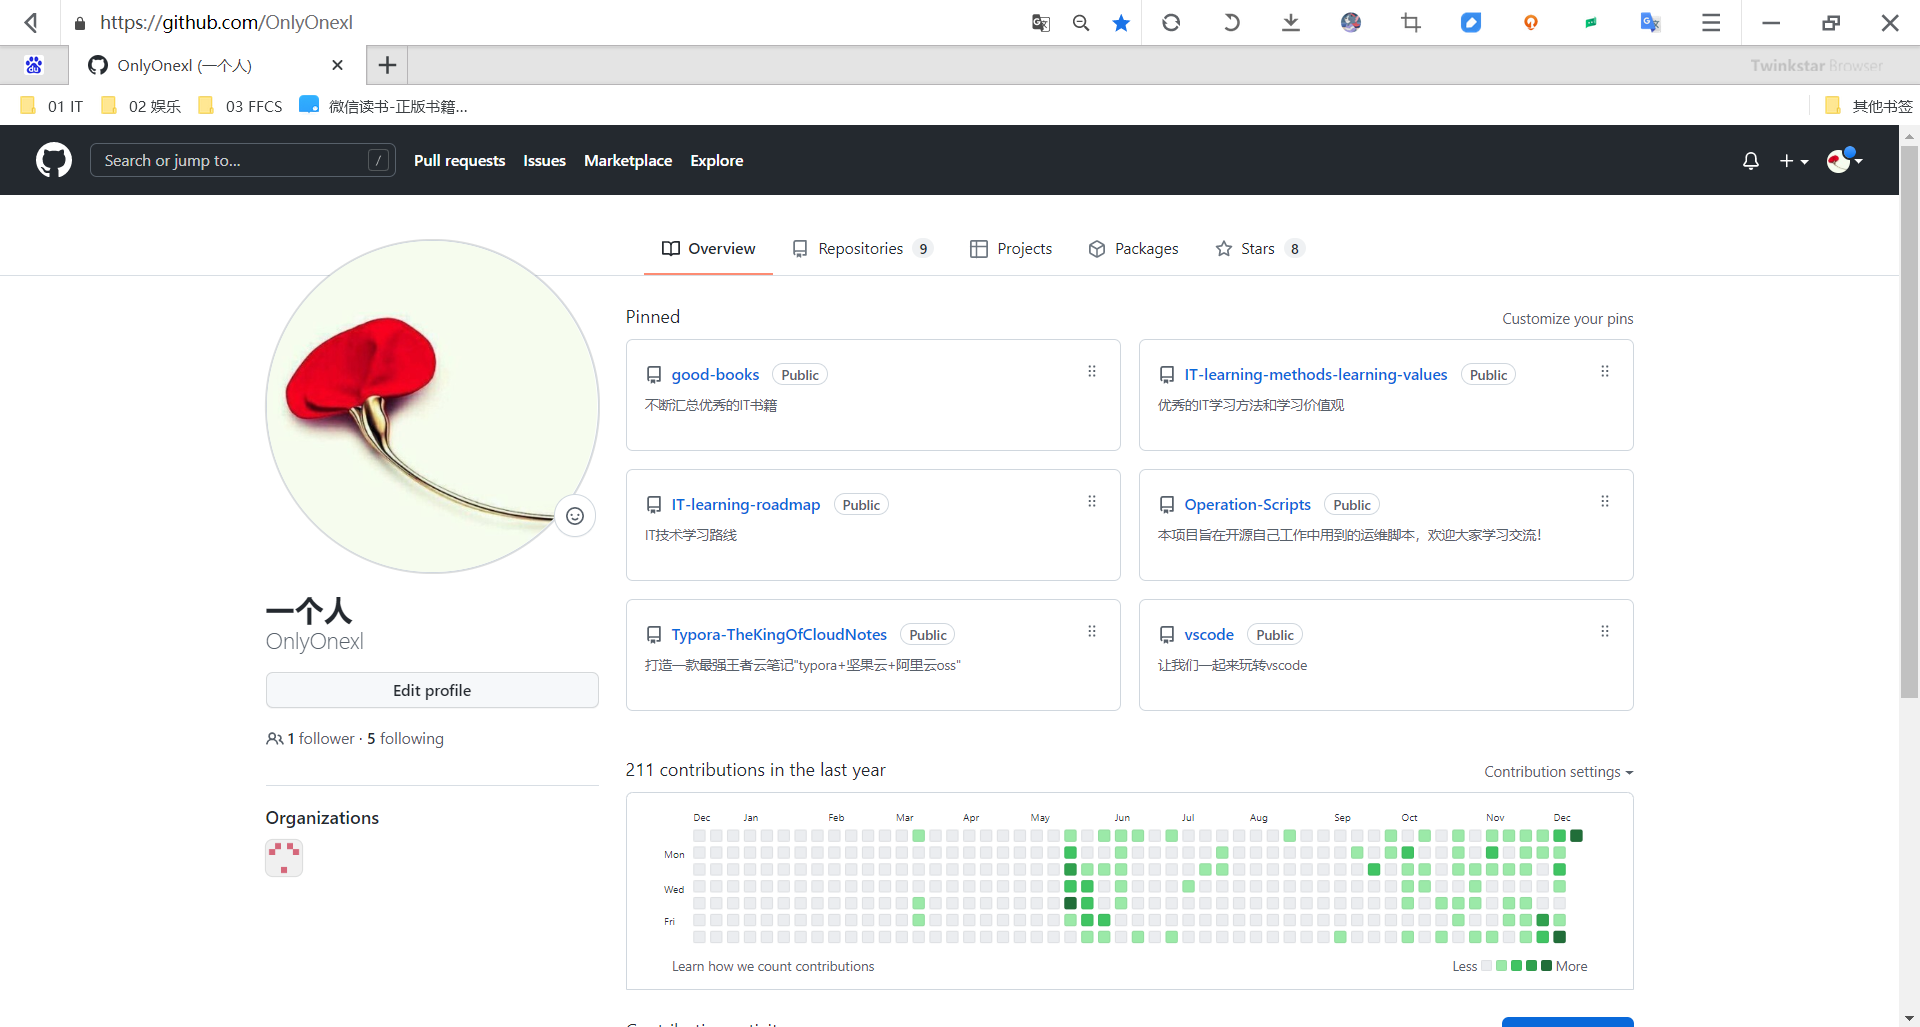 https://github.com/OnlyOnexl
OnlyOnexl (一个人)
Twinkstar Browser
01 IT
02 娱乐
03 FFCS
微信读书-正版书籍...
其他书签
Search or jump to...
/
Pull requests
Issues
Marketplace
Explore
Overview
Repositories 9
Projects
Packages
Stars 8
一个人
OnlyOnexl
Edit profile
1 follower · 5 following
Organizations
Pinned
Customize your pins
good-books Public
不断汇总优秀的IT书籍
IT-learning-methods-learning-values Public
优秀的IT学习方法和学习价值观
IT-learning-roadmap Public
IT技术学习路线
Operation-Scripts Public
本项目旨在开源自己工作中用到的运维脚本，欢迎大家学习交流！
Typora-TheKingOfCloudNotes Public
打造一款最强王者云笔记"typora+坚果云+阿里云oss"
vscode Public
让我们一起来玩转vscode
211 contributions in the last year
Contribution settings
Dec Jan Feb Mar Apr May Jun Jul Aug Sep Oct Nov Dec
Mon
Wed
Fri
Learn how we count contributions
Less
More